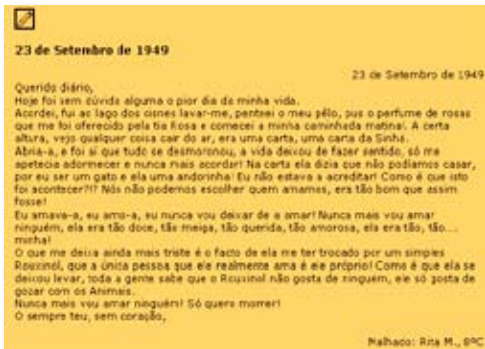 23 de Setembro de 1949
23 de Setembro de 1949
Querido diário,
Hoje foi sem dúvida alguma o pior dia da minha vida.
Acordei, fui ao lago dos cisnes lavar-me, penteei o meu pêlo, pus o perfume de rosas
que me foi oferecido pela tia Rosa e comecei a minha caminhada matinal. A certa
altura, vejo qualquer coisa cair do ar, era uma carta, uma carta da Sinhá.
Abria-a, e foi aí que tudo se desmoronou, a vida deixou de fazer sentido, só me
apetecia adormecer e nunca mais acordar! Na carta ela dizia que não podíamos casar,
por eu ser um gato e ela uma andorinha! Eu não estava a acreditar! Como é que isto
foi acontecer?!? Nós não podemos escolher quem amamos, era tão bom que assim
fosse!
Eu amava-a, eu amo-a, eu nunca vou deixar de a amar! Nunca mais vou amar
ninguém, ela era tão doce, tão meiga, tão querida, tão amorosa, ela era tão, tão....
minha!
O que me deixa ainda mais triste é o facto de ela me ter trocado por um simples
Rouxinol, que a única pessoa que ele realmente ama é ele próprio! Como é que ela se
deixou levar, toda a gente sabe que o Rouxinol não gosta de ninguem, ele só gosta de
gozar com os Animais.
Nunca mais vou amar ninguém! Só quero morrer!
O sempre teu, sem coração,
Malhado: Rita M., 8ºC